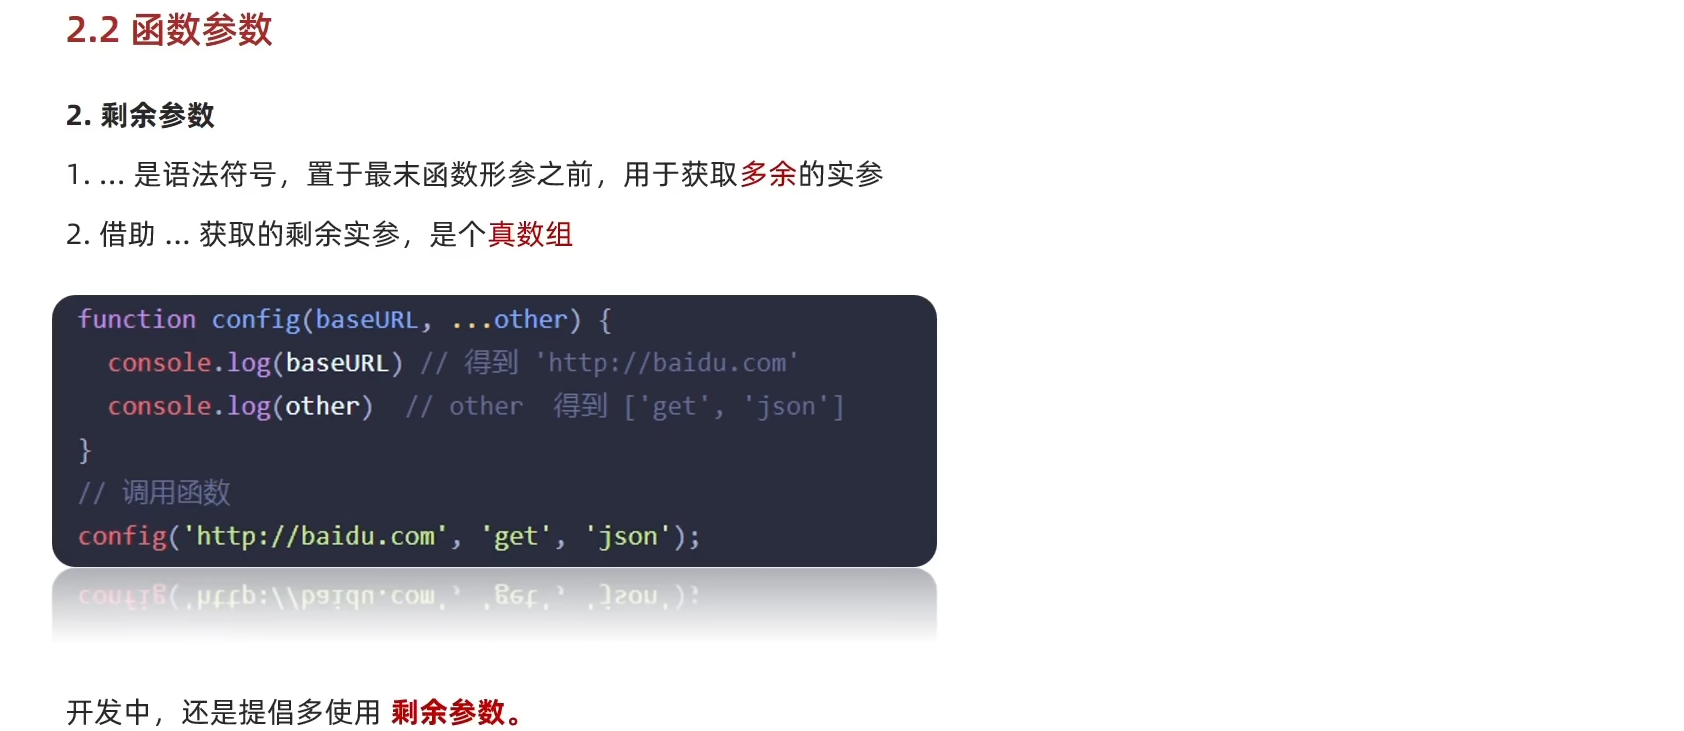 2.2 函数参数
2. 剩余参数
1. ... 是语法符号，置于最末函数形参之前，用于获取多余的实参
2. 借助 ... 获取的剩余实参，是个真数组
function config(baseURL, ...other) {
  console.log(baseURL) // 得到 'http://baidu.com'
  console.log(other)  // other  得到 ['get', 'json']
}
// 调用函数
config('http://baidu.com', 'get', 'json');
开发中，还是提倡多使用 剩余参数。